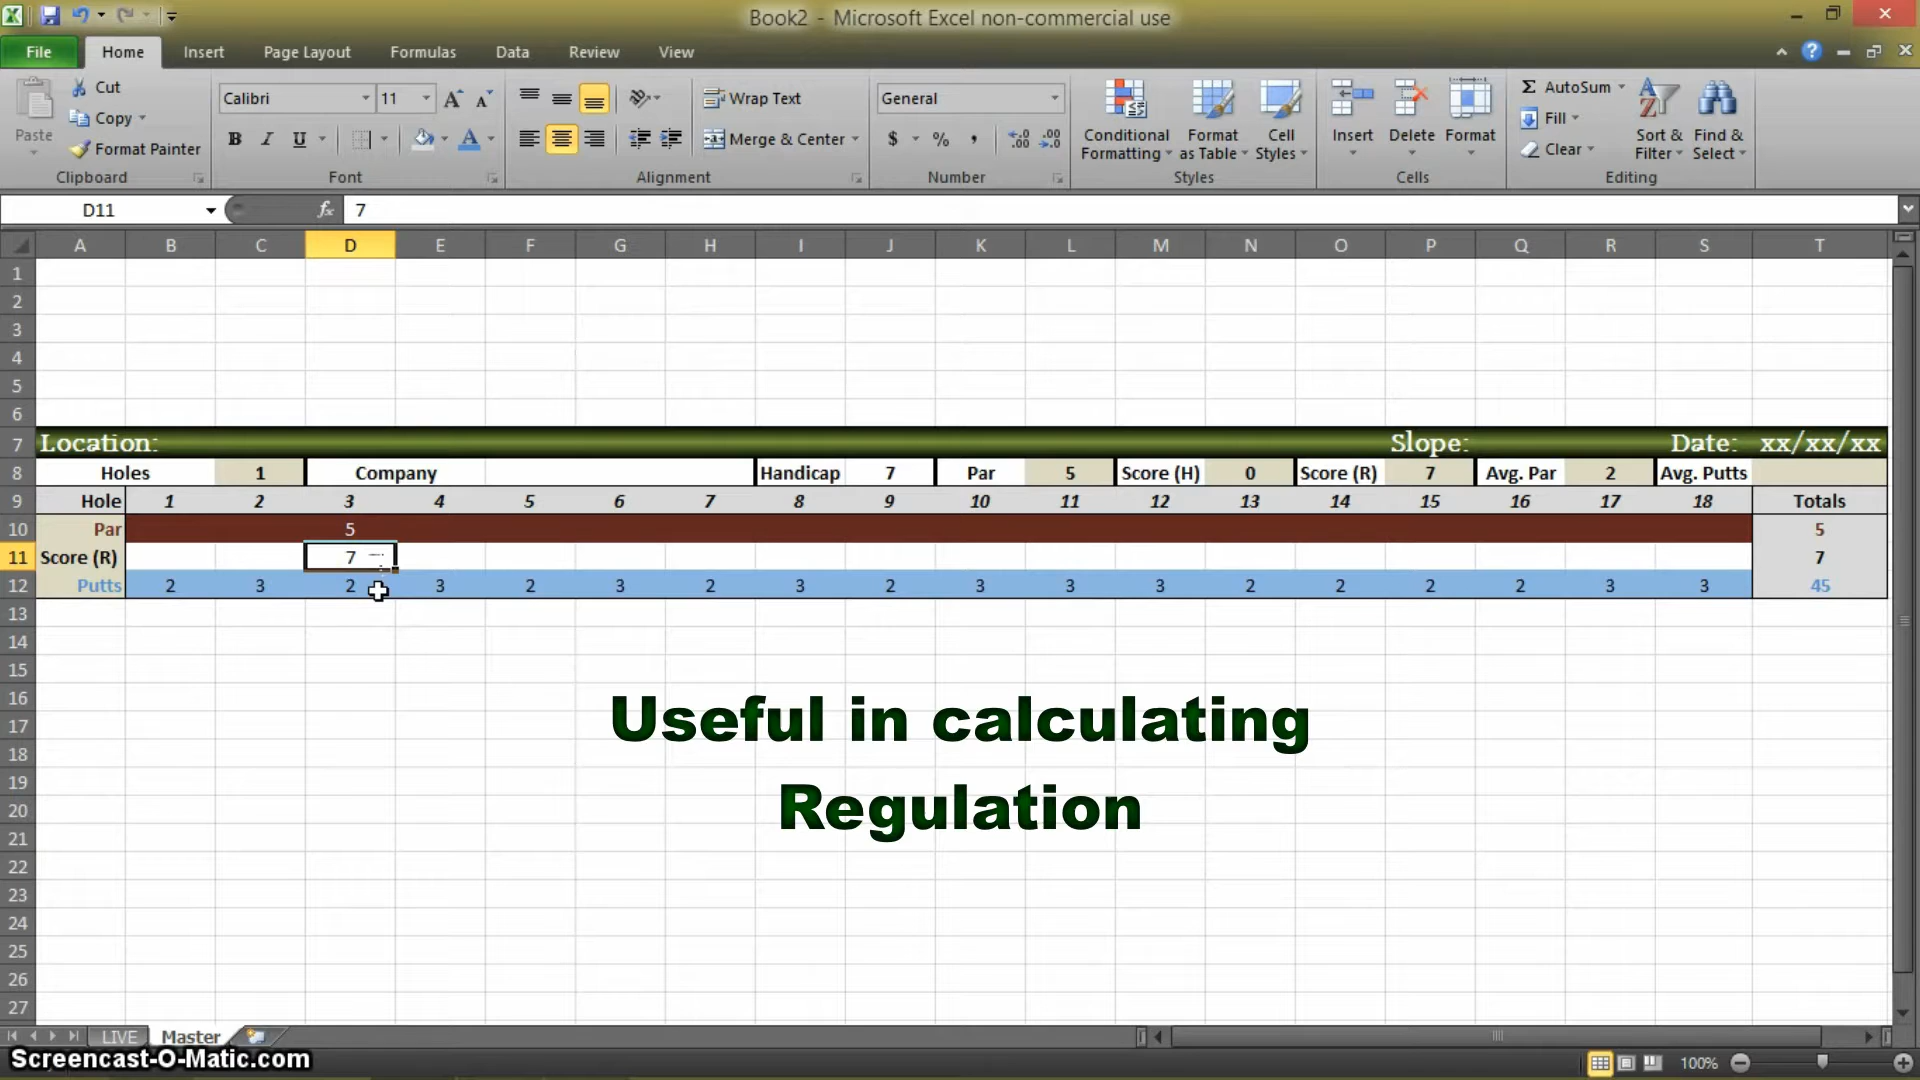 Book2 - Microsoft Excel non-commercial use
File Home Insert Page Layout Formulas Data Review View
Paste
Cut
Copy
Format Painter
Clipboard
Calibri 11
B I U
Font
Wrap Text
Merge & Center
Alignment
General
$ % ,
Number
Conditional Formatting
Format as Table
Cell Styles
Styles
Insert Delete Format
Cells
AutoSum
Fill
Clear
Sort & Filter
Find & Select
Editing
D11 fx 7
A B C D E F G H I J K L M N O P Q R S T
1
2
3
4
5
6
7 Location: Slope: Date: xx/xx/xx
8 Holes 1 Company Handicap 7 Par 5 Score (H) 0 Score (R) 7 Avg. Par 2 Avg. Putts
9 Hole 1 2 3 4 5 6 7 8 9 10 11 12 13 14 15 16 17 18 Totals
10 Par 5 5
11 Score (R) 7 7
12 Putts 2 3 2 3 2 3 2 3 2 3 3 3 2 2 2 2 3 3 45
13
14
15
16
17
18
19
20
21
22
23
24
25
26
27
Useful in calculating
Regulation
LIVE Master
Screencast-O-Matic.com
100%